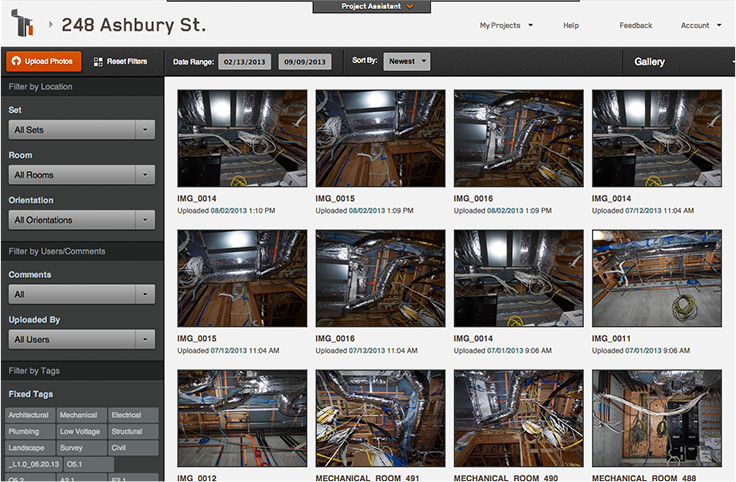 Project Assistant
248 Ashbury St.
My Projects Help Feedback Account
Upload Photos Reset Filters Date Range: 02/13/2013 09/09/2013 Sort By: Newest Gallery
Filter by Location
Set
All Sets
Room
All Rooms
Orientation
All Orientations
Filter by Users/Comments
Comments
All
Uploaded By
All Users
Filter by Tags
Fixed Tags
Architectural Mechanical Electrical
Plumbing Low Voltage Structural
Landscape Survey Civil
_L1.0_06.20.13 O5.1
O5.2 A2.1 P2.1
IMG_0014 IMG_0015 IMG_0016 IMG_0014
Uploaded 08/02/2013 1:10 PM Uploaded 08/02/2013 1:09 PM Uploaded 08/02/2013 1:09 PM Uploaded 07/12/2013 11:04 AM
IMG_0015 IMG_0016 IMG_0014 IMG_0011
Uploaded 07/12/2013 11:04 AM Uploaded 07/12/2013 11:04 AM Uploaded 07/01/2013 9:06 AM Uploaded 07/01/2013 9:06 AM
IMG_0012 MECHANICAL_ROOM_491 MECHANICAL_ROOM_490 MECHANICAL_ROOM_488